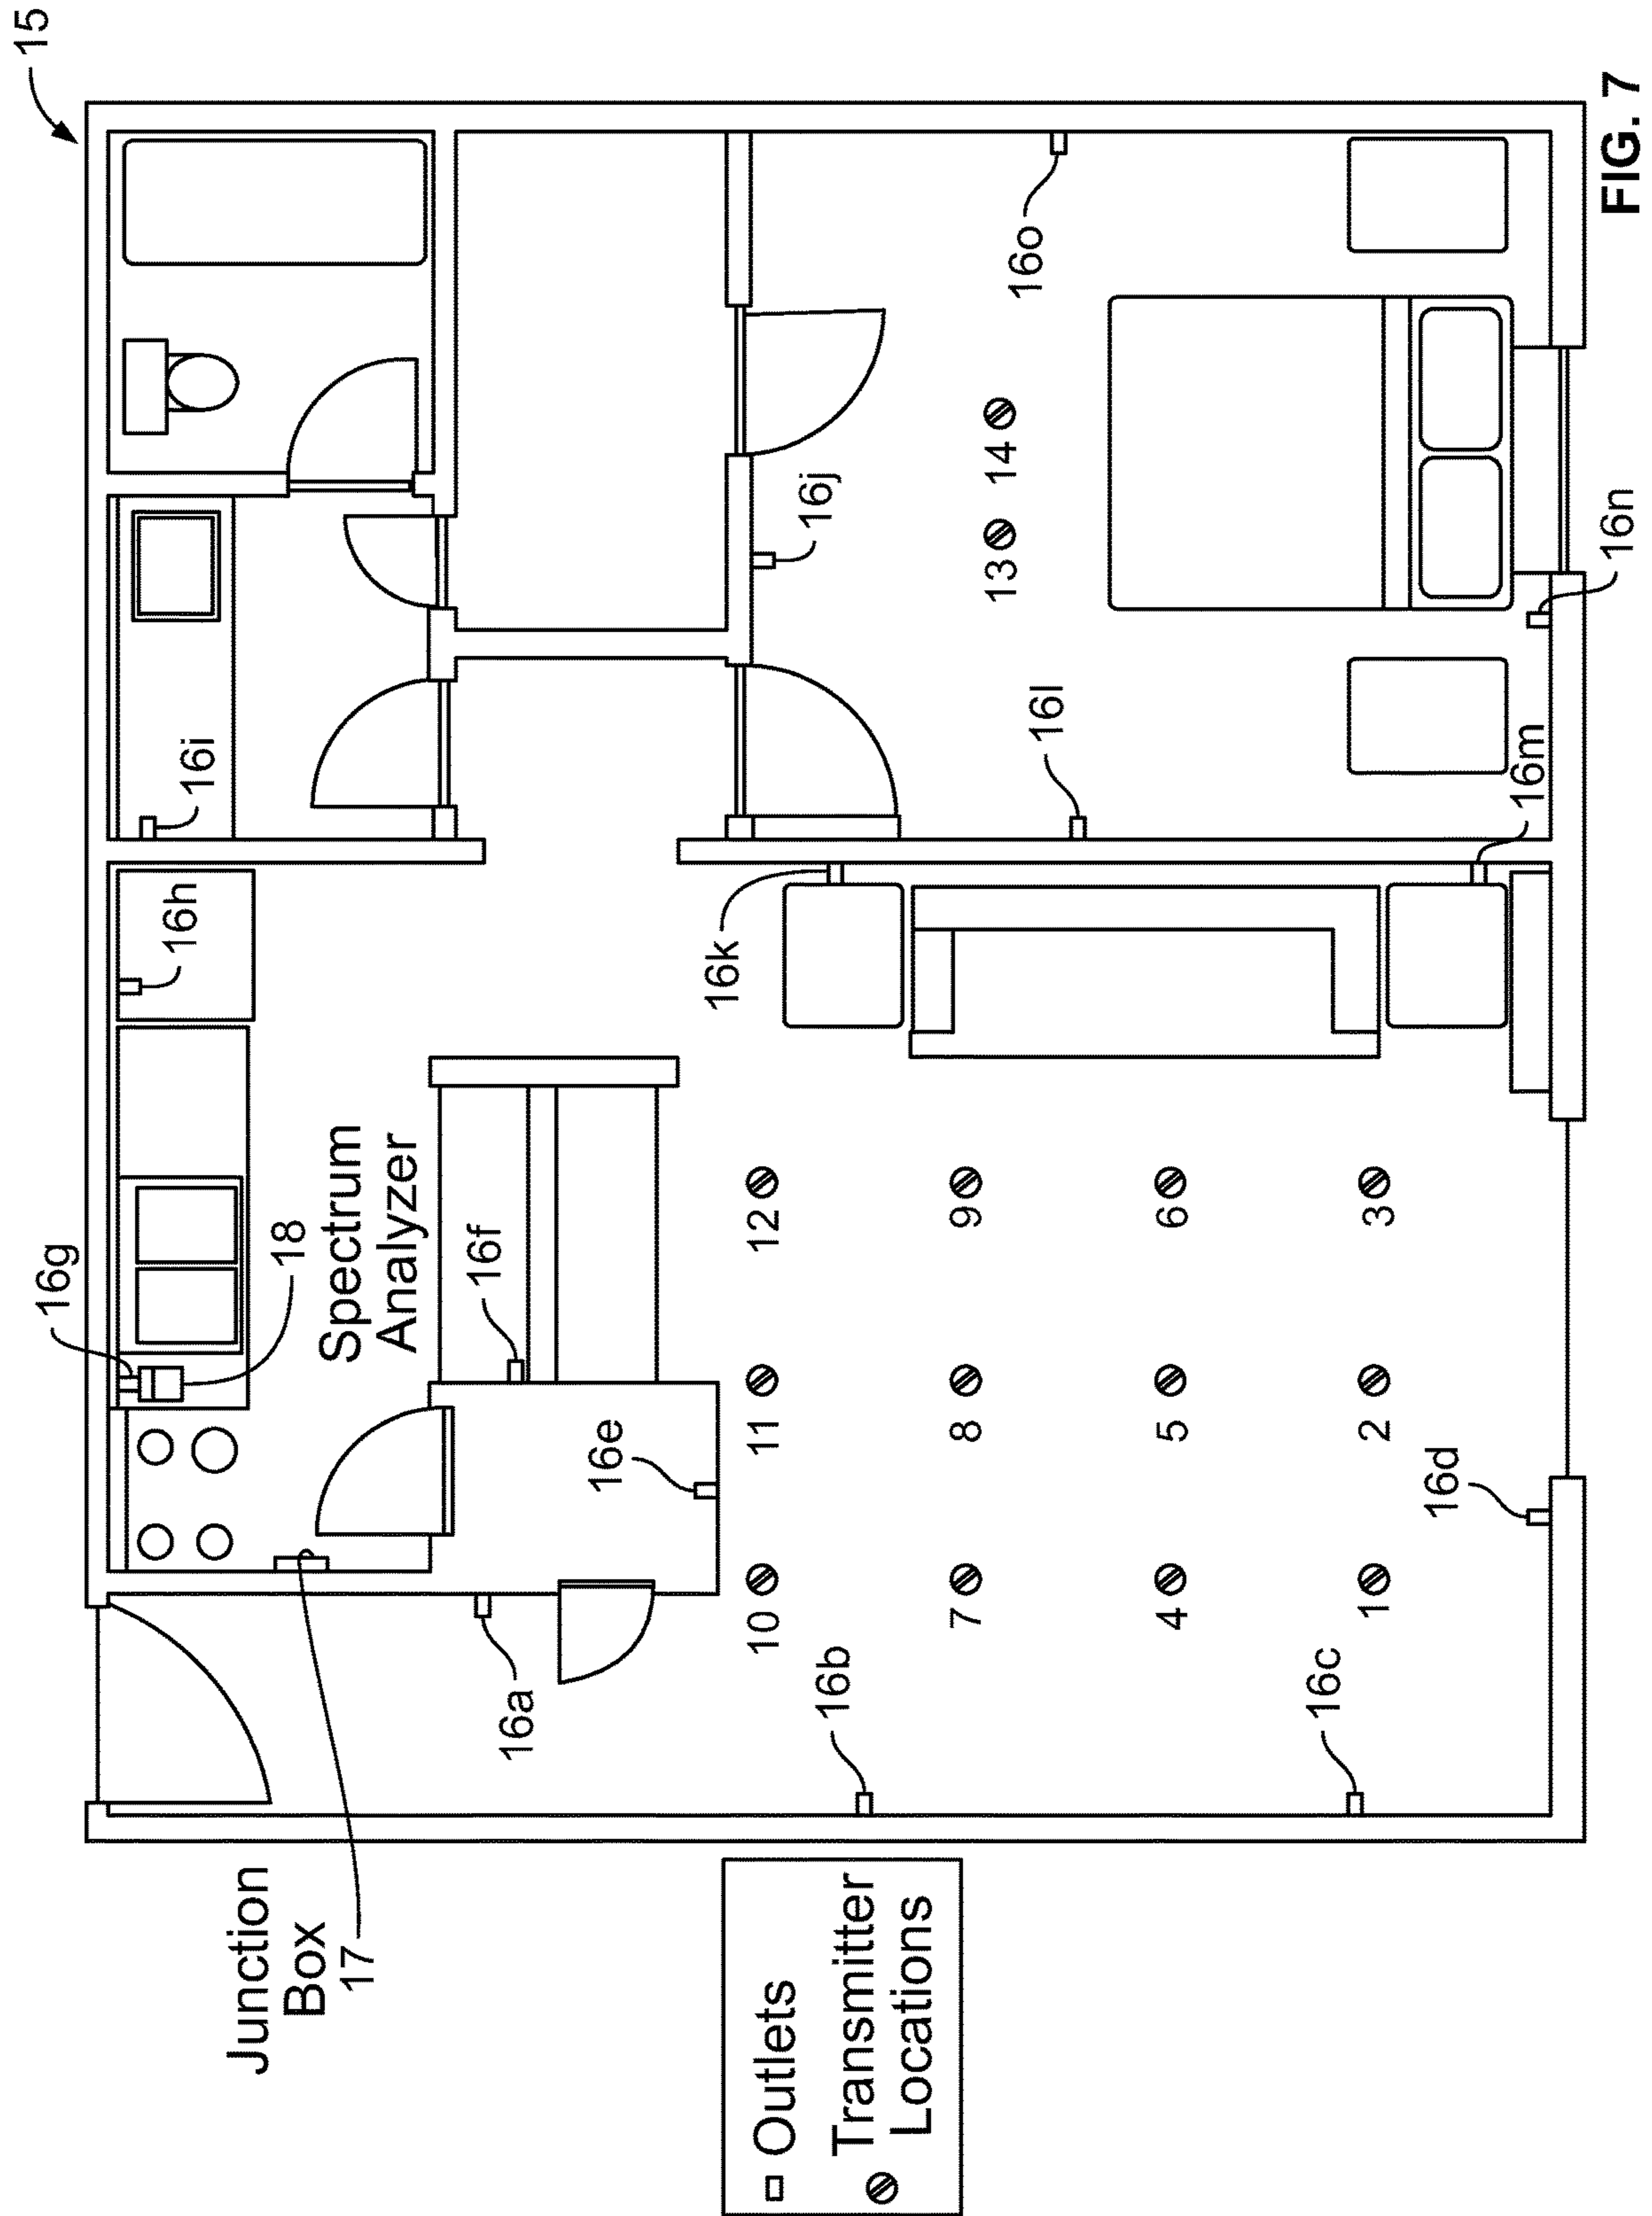 15
16g
16h
16i
18
Spectrum
Analyzer
Junction
Box
17
16f
16a
16e
16j
16k
10
11
12
13
14
16b
7
8
9
16l
16o
4
5
6
16c
1
2
3
16d
16m
16n
Outlets
Transmitter
Locations
FIG. 7